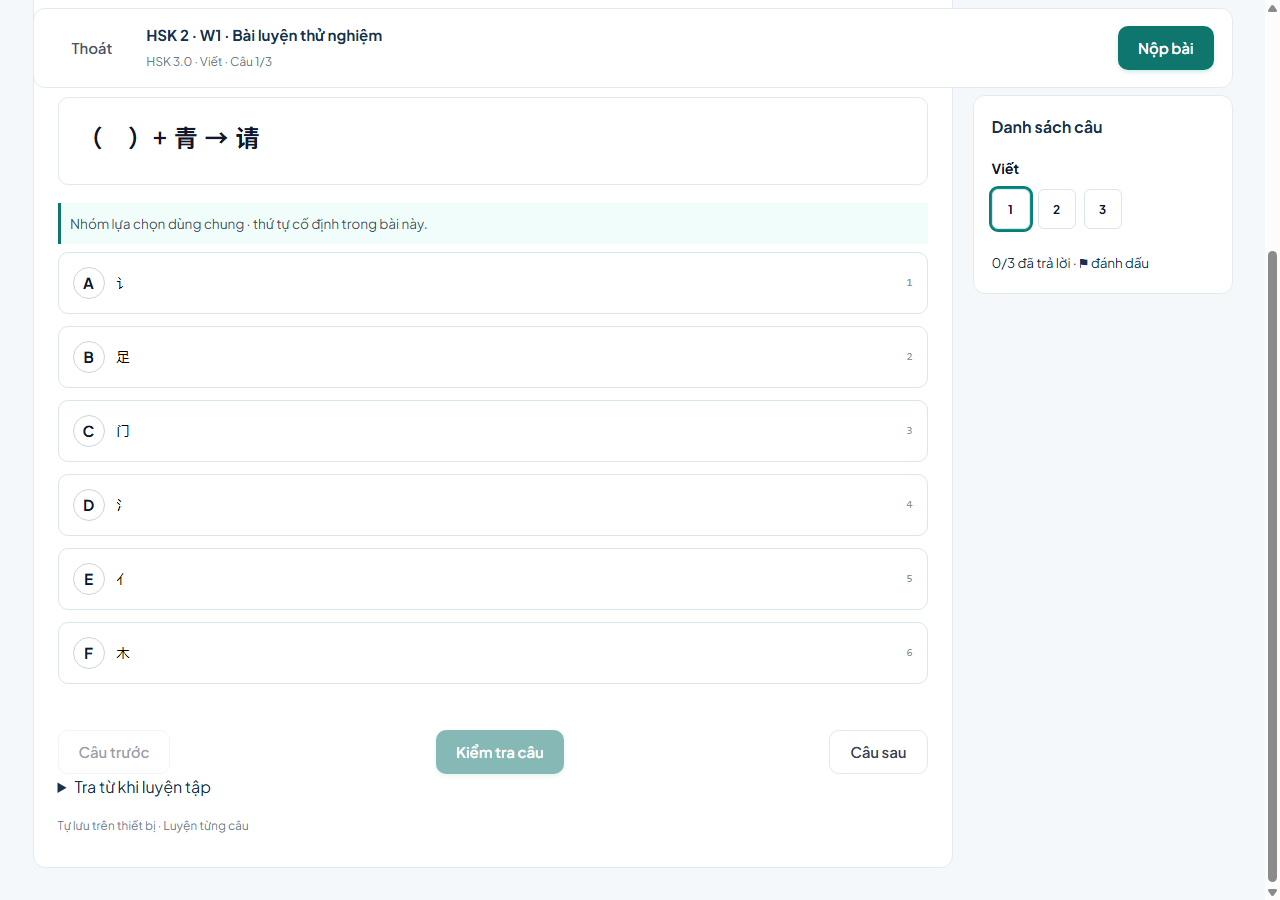 Thoát
HSK 2 · W1 · Bài luyện thử nghiệm
HSK 3.0 · Viết · Câu 1/3
Nộp bài
（　）+ 青 → 请
Nhóm lựa chọn dùng chung · thứ tự cố định trong bài này.
A 讠 1
B 足 2
C 门 3
D 氵 4
E 亻 5
F 木 6
Câu trước
Kiểm tra câu
Câu sau
▶ Tra từ khi luyện tập
Tự lưu trên thiết bị · Luyện từng câu
Danh sách câu
Viết
1 2 3
0/3 đã trả lời · ⚑ đánh dấu